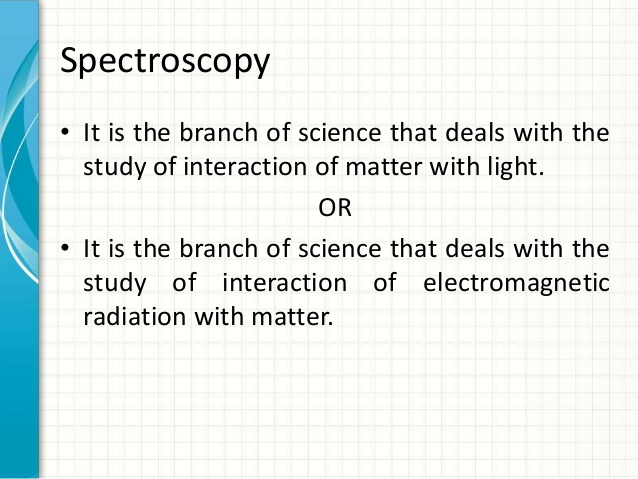 Spectroscopy
• It is the branch of science that deals with the
study of interaction of matter with light.
OR
• It is the branch of science that deals with the
study of interaction of electromagnetic
radiation with matter.